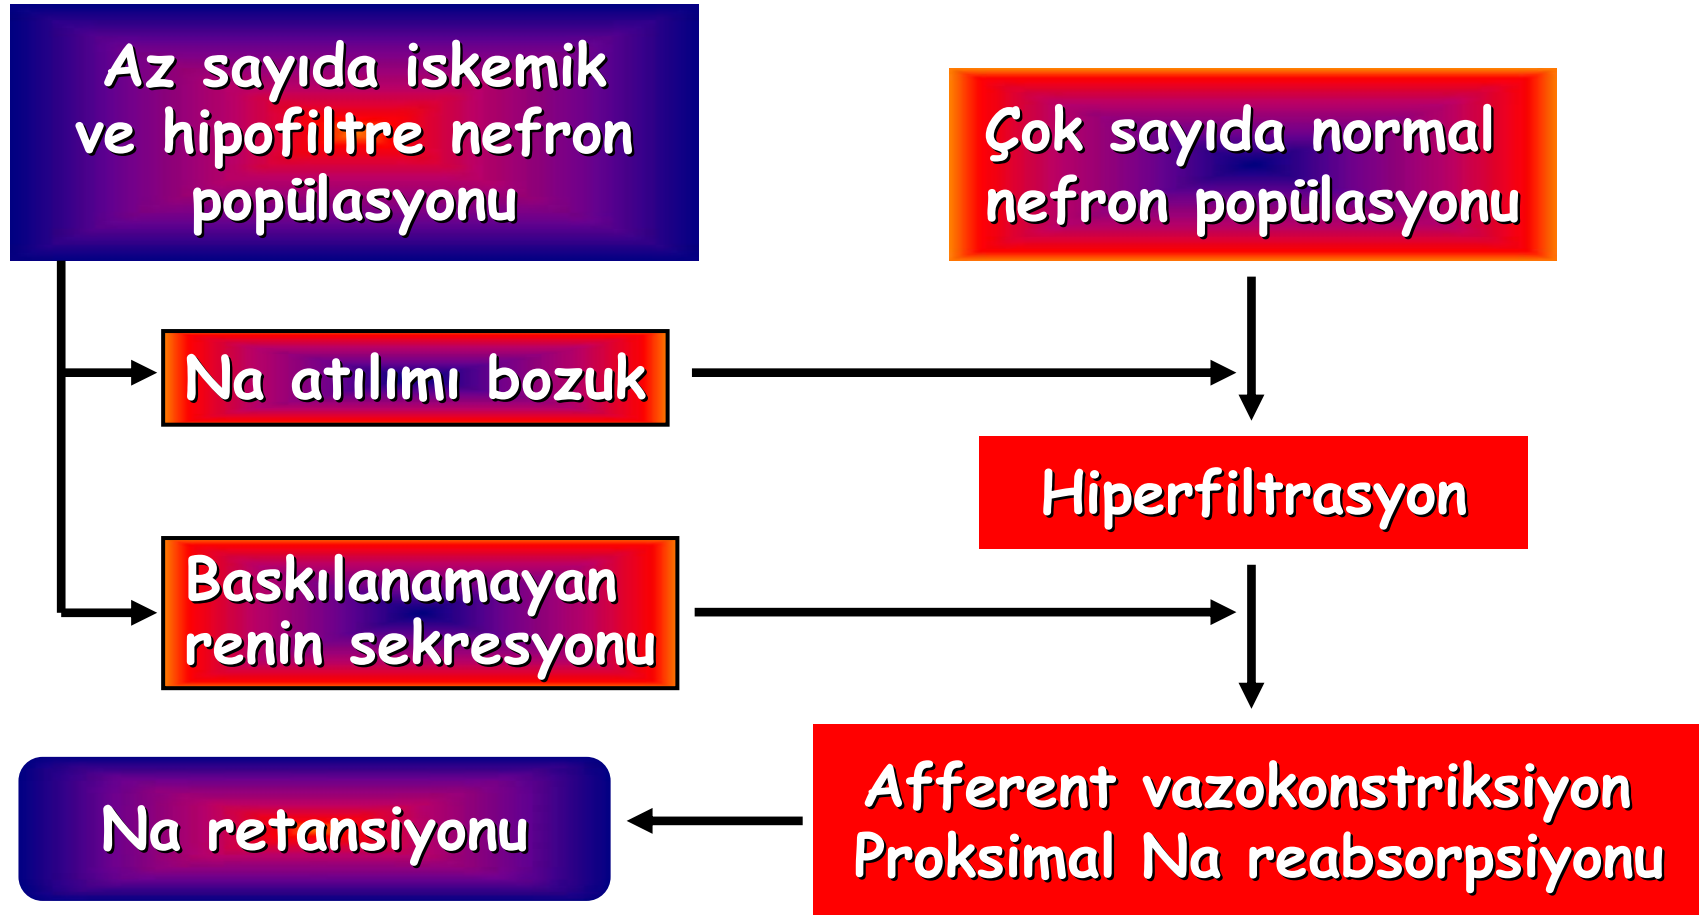 Az sayıda iskemik
ve hipofiltre nefron
popülasyonu
Çok sayıda normal
nefron popülasyonu
Na atılımı bozuk
Hiperfiltrasyon
Baskılanamayan
renin sekresyonu
Afferent vazokonstriksiyon
Proksimal Na reabsorpsiyonu
Na retansiyonu